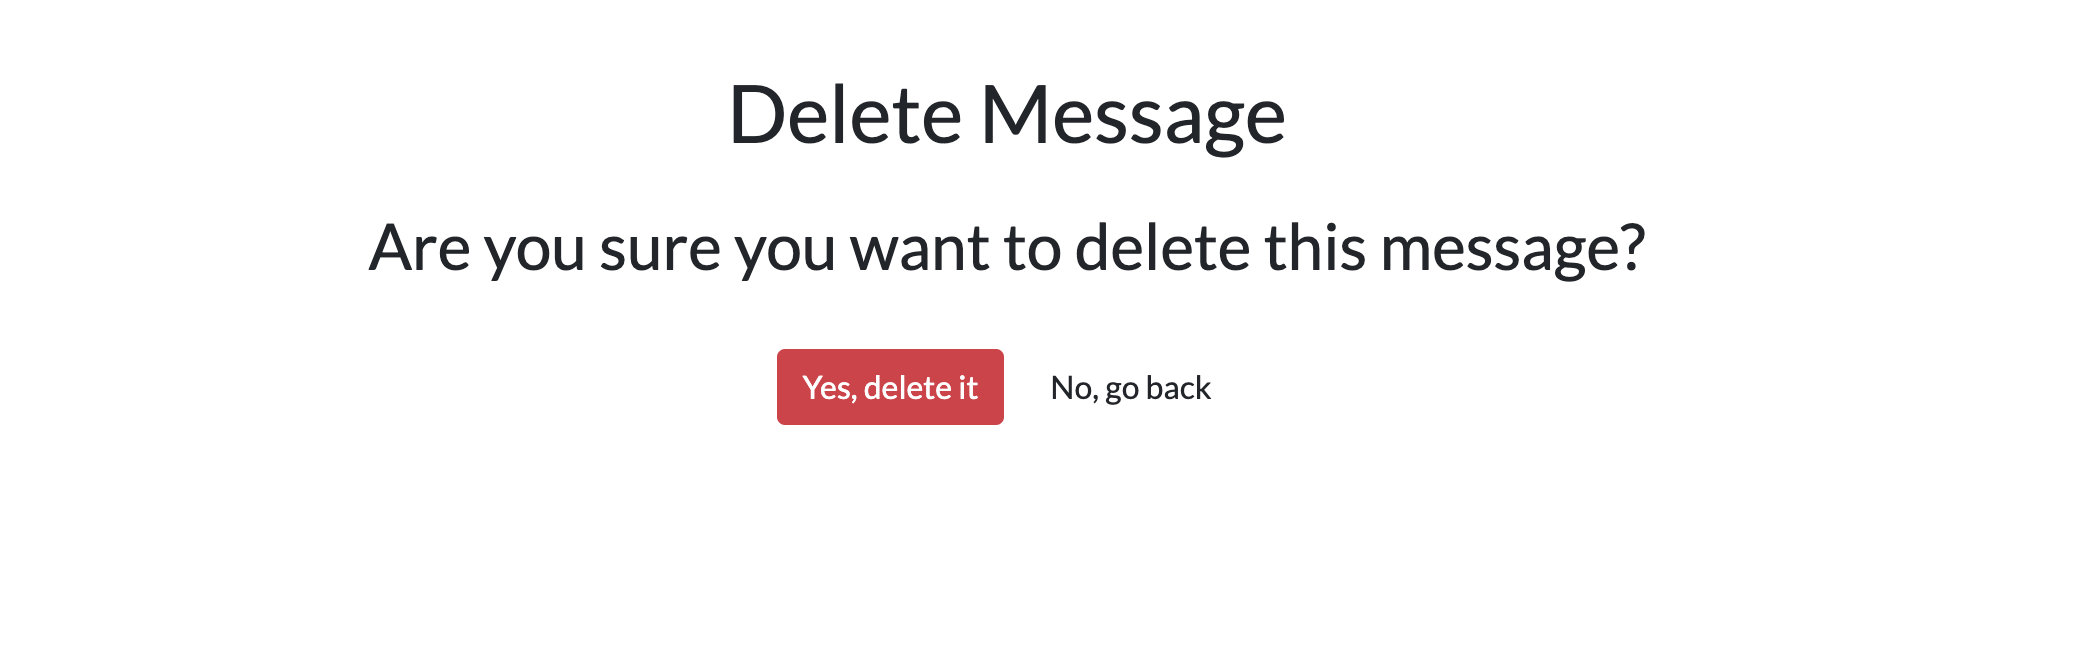 Delete Message
Are you sure you want to delete this message?
Yes, delete it
No, go back